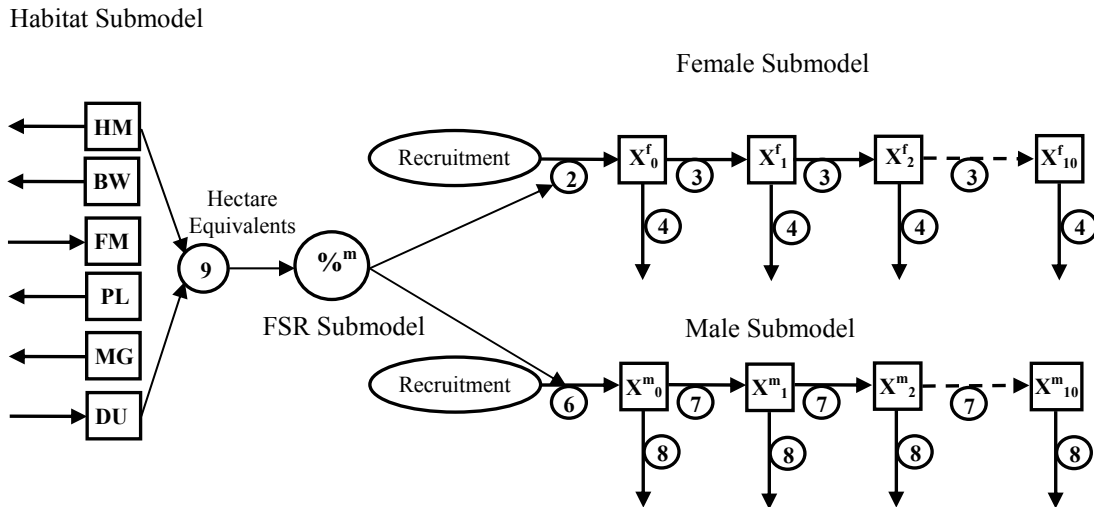 Habitat Submodel
Female Submodel
HM
BW
FM
PL
MG
DU
Hectare
Equivalents
9
%m
FSR Submodel
Recruitment
2
Xf0
3
Xf1
3
Xf2
3
Xf10
4
4
4
4
Male Submodel
Recruitment
6
Xm0
7
Xm1
7
Xm2
7
Xm10
8
8
8
8